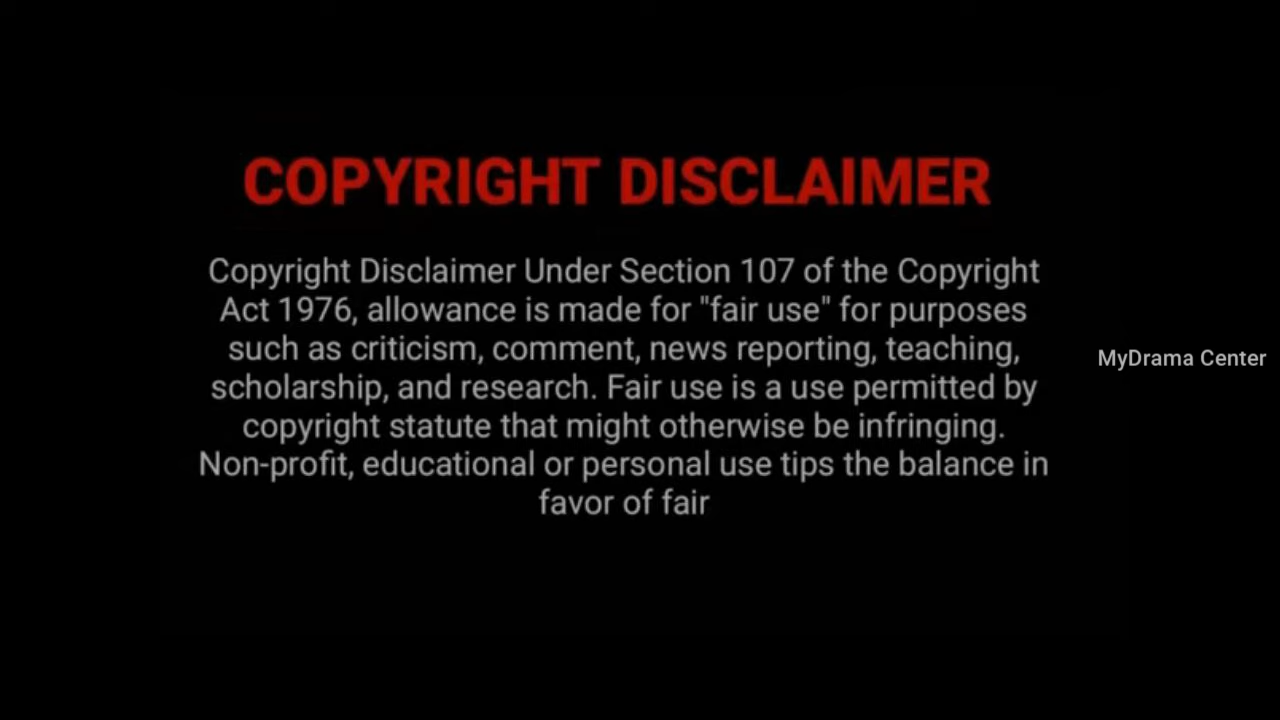 COPYRIGHT DISCLAIMER
Copyright Disclaimer Under Section 107 of the Copyright
Act 1976, allowance is made for "fair use" for purposes
such as criticism, comment, news reporting, teaching,
scholarship, and research. Fair use is a use permitted by
copyright statute that might otherwise be infringing.
Non-profit, educational or personal use tips the balance in
favor of fair
MyDrama Center